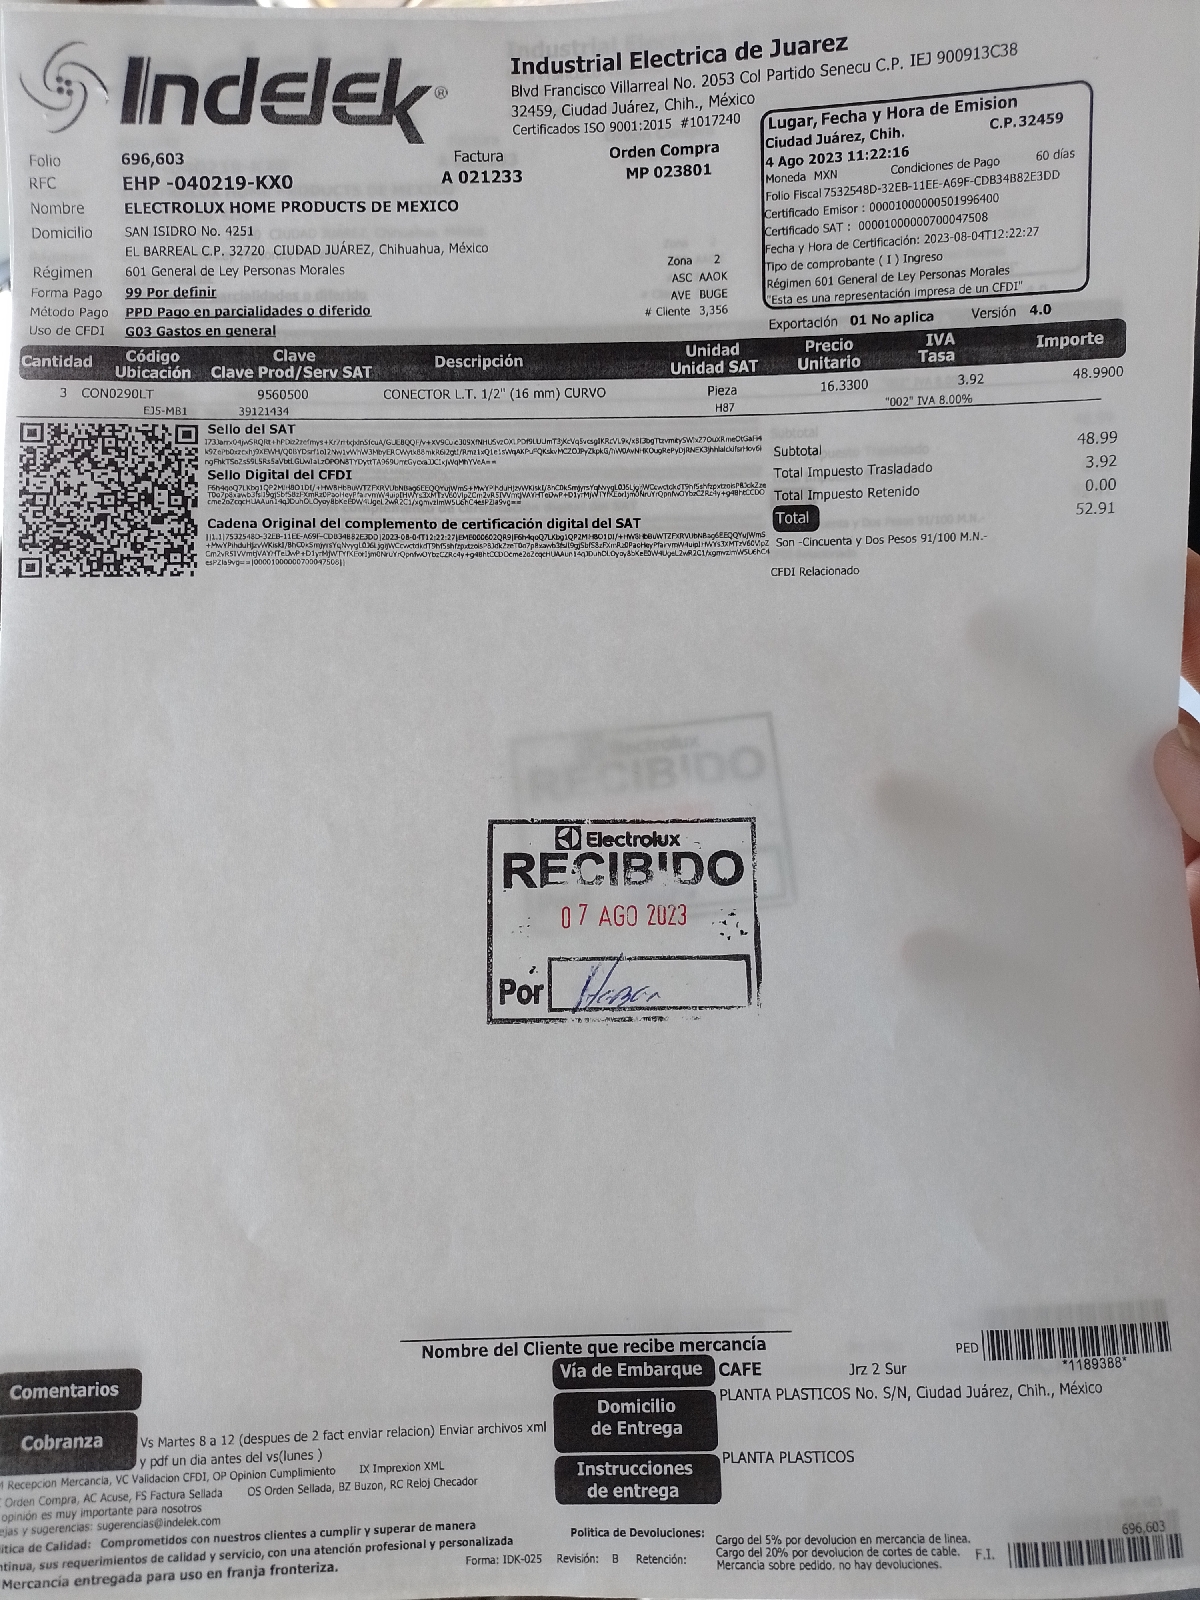 Indelek®
Industrial Electrica de Juarez
Blvd Francisco Villarreal No. 2053 Col Partido Senecu C.P. IEJ 900913C38
32459, Ciudad Juárez, Chih., México
Certificados ISO 9001:2015 #1017240
Folio 696,603
RFC EHP -040219-KX0
Nombre ELECTROLUX HOME PRODUCTS DE MEXICO
Domicilio SAN ISIDRO No. 4251
EL BARREAL C.P. 32720 CIUDAD JUÁREZ, Chihuahua, México
Régimen 601 General de Ley Personas Morales
Forma Pago 99 Por definir
Método Pago PPD Pago en parcialidades o diferido
Uso de CFDI G03 Gastos en general
Factura
A 021233
Orden Compra
MP 023801
Zona 2
ASC AAOK
AVE BUGE
# Cliente 3,356
Lugar, Fecha y Hora de Emision
Ciudad Juárez, Chih. C.P.32459
4 Ago 2023 11:22:16
Moneda MXN Condiciones de Pago 60 días
Folio Fiscal 7532548D-32EB-11EE-A69F-CDB34B82E3DD
Certificado Emisor : 00001000000501996400
Certificado SAT : 00001000000700047508
Fecha y Hora de Certificación: 2023-08-04T12:22:27
Tipo de comprobante ( I ) Ingreso
Régimen 601 General de Ley Personas Morales
"Esta es una representación impresa de un CFDI"
Exportación 01 No aplica Versión 4.0
Cantidad Código Ubicación Clave Clave Prod/Serv SAT Descripción Unidad Unidad SAT Precio Unitario IVA Tasa Importe
3 CON0290LT 9560500 CONECTOR L.T. 1/2" (16 mm) CURVO Pieza 16.3300 3.92 48.9900
EJ5-MB1 39121434 H87 "002" IVA 8.00%
Sello del SAT
Sello Digital del CFDI
Cadena Original del complemento de certificación digital del SAT
Subtotal 48.99
Total Impuesto Trasladado 3.92
Total Impuesto Retenido 0.00
Total 52.91
Son -Cincuenta y Dos Pesos 91/100 M.N.-
CFDI Relacionado
Electrolux
RECIBIDO
07 AGO 2023
Por
Nombre del Cliente que recibe mercancía
PED *1189388*
Vía de Embarque CAFE Jrz 2 Sur
Domicilio de Entrega PLANTA PLASTICOS No. S/N, Ciudad Juárez, Chih., México
Instrucciones de entrega PLANTA PLASTICOS
Comentarios
Cobranza Vs Martes 8 a 12 (despues de 2 fact enviar relacion) Enviar archivos xml
y pdf un dia antes del vs(lunes )
Recepcion Mercancia, VC Validacion CFDI, OP Opinion Cumplimiento IX Imprexion XML
Orden Compra, AC Acuse, FS Factura Sellada OS Orden Sellada, BZ Buzon, RC Reloj Checador
opinión es muy importante para nosotros
ejas y sugerencias: sugerencias@indelek.com
itica de Calidad: Comprometidos con nuestros clientes a cumplir y superar de manera
ntinua, sus requerimientos de calidad y servicio, con una atención profesional y personalizada
Mercancía entregada para uso en franja fronteriza.
Forma: IDK-025 Revisión: B Retención:
Politica de Devoluciones: Cargo del 5% por devolucion en mercancia de linea.
Cargo del 20% por devolucion de cortes de cable.
Mercancia sobre pedido, no hay devoluciones.
F.I. 696,603